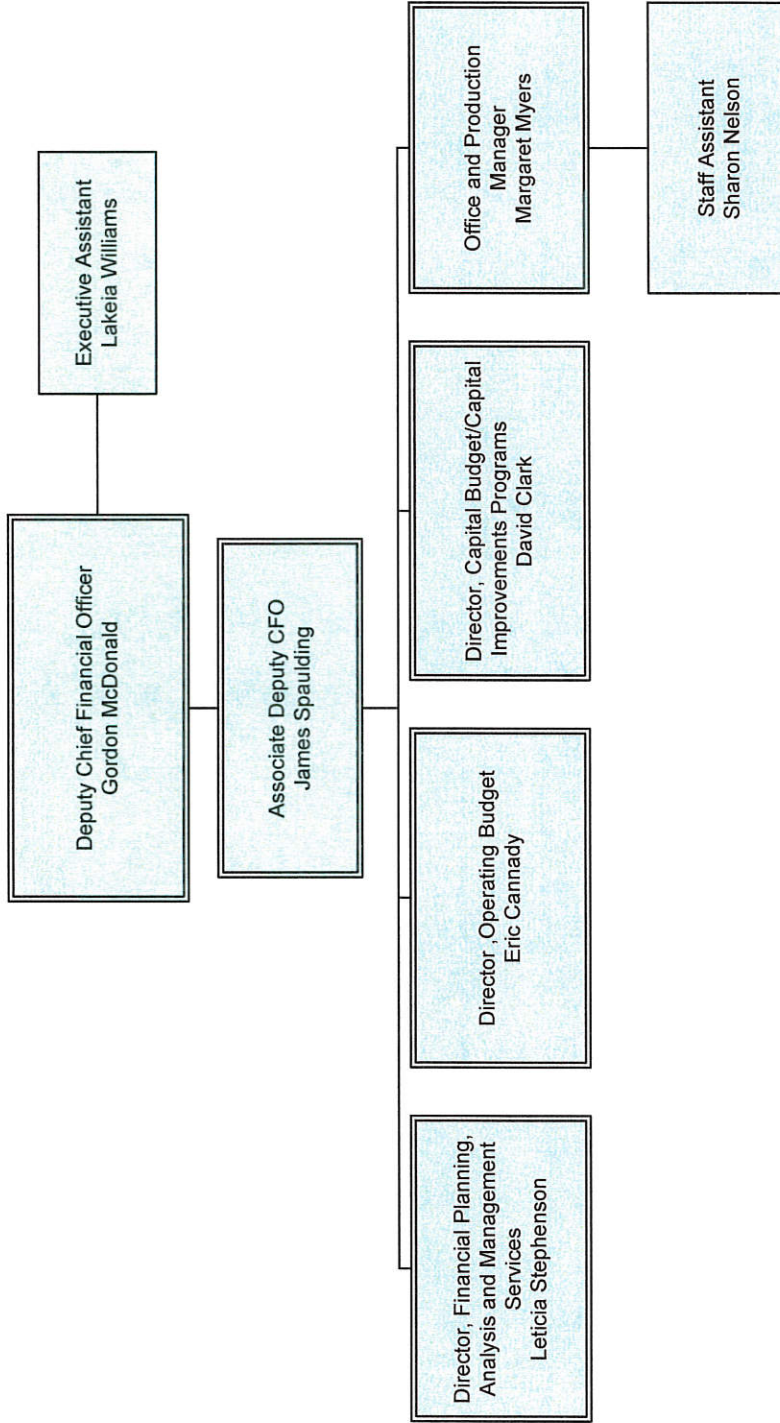 Deputy Chief Financial Officer
Gordon McDonald
Executive Assistant
Lakeia Williams
Associate Deputy CFO
James Spaulding
Director, Financial Planning,
Analysis and Management
Services
Leticia Stephenson
Director ,Operating Budget
Eric Cannady
Director, Capital Budget/Capital
Improvements Programs
David Clark
Office and Production
Manager
Margaret Myers
Staff Assistant
Sharon Nelson